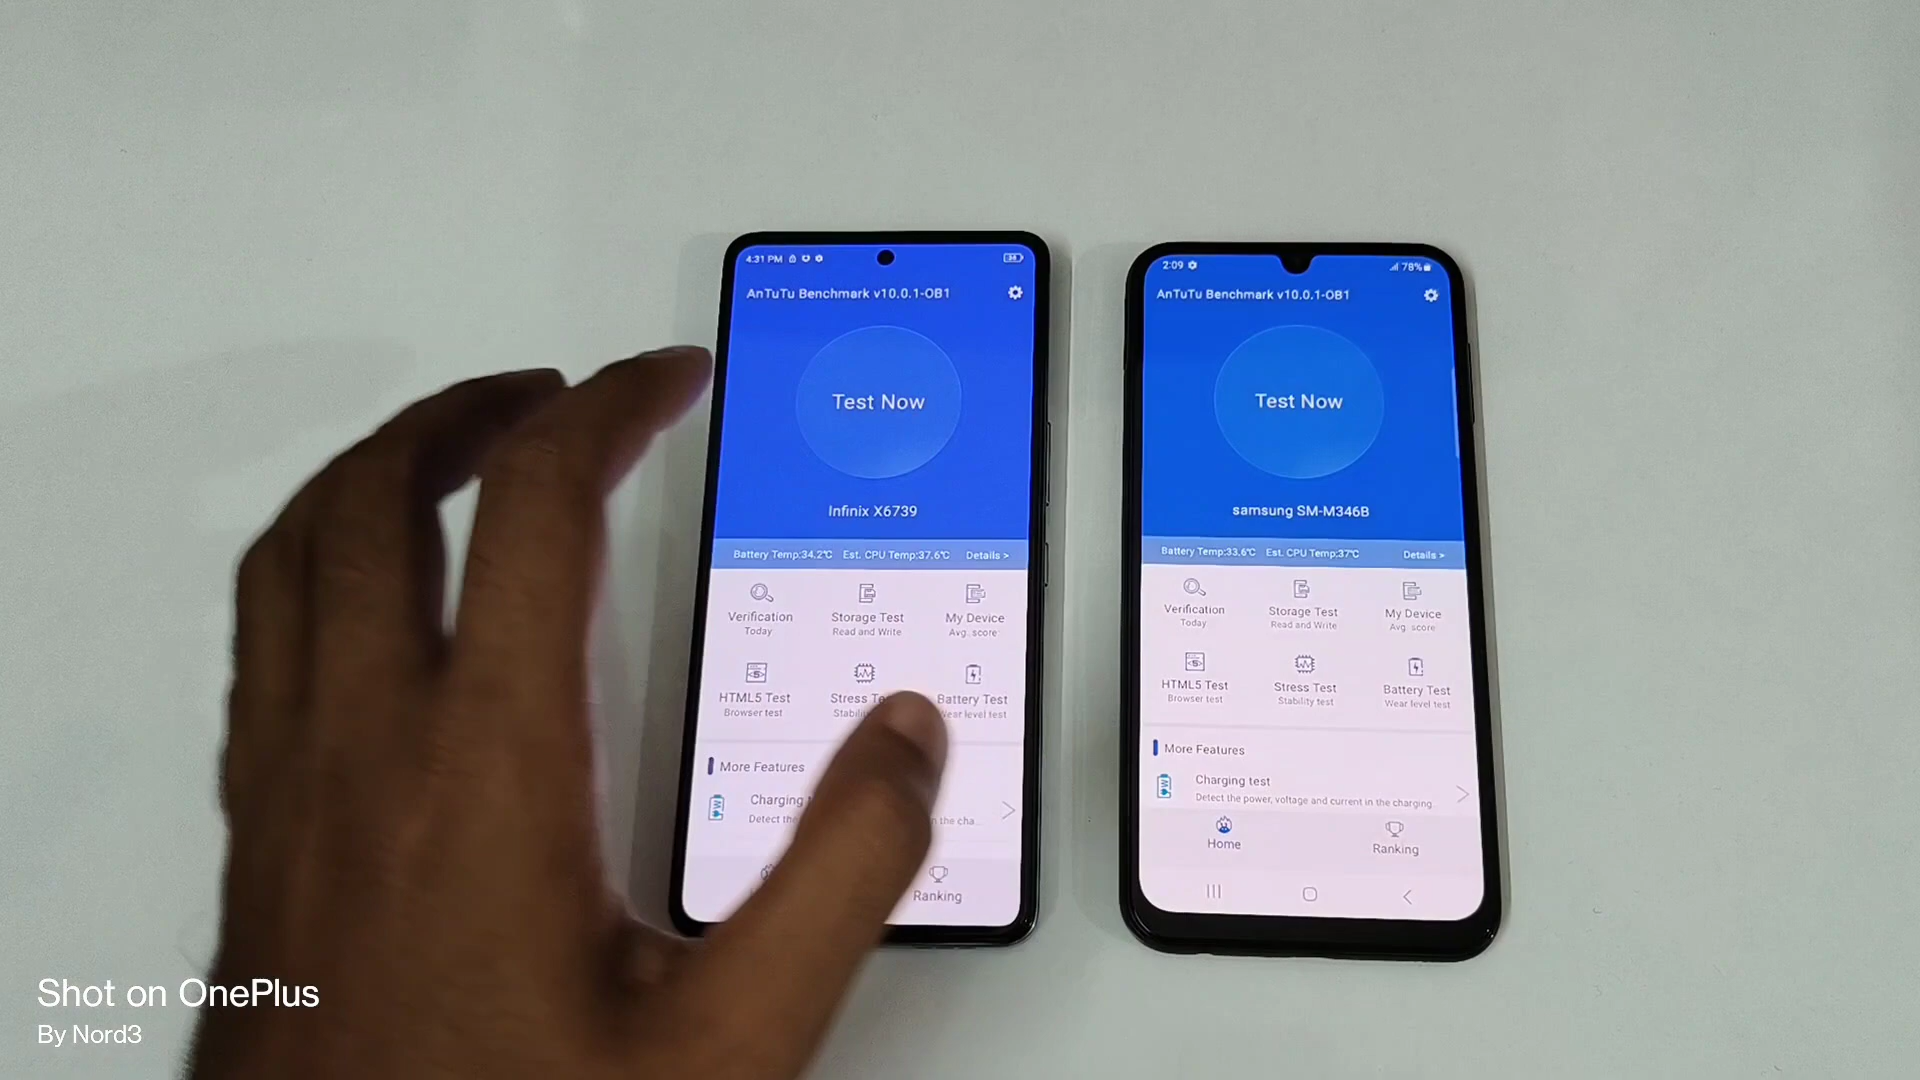 4:31 PM
AnTuTu Benchmark v10.0.1-OB1
Test Now
Infinix X6739
Battery Temp:34.2℃ Est. CPU Temp:37.6℃ Details >
Verification Storage Test My Device
Today Read and Write Avg. score
HTML5 Test Stress Battery Test
Browser test Wear level test
More Features
Charging
Detect the in the cha...
Ranking
2:09 78%
AnTuTu Benchmark v10.0.1-OB1
Test Now
samsung SM-M346B
Battery Temp:33.6℃ Est. CPU Temp:37℃ Details >
Verification Storage Test My Device
Today Read and Write Avg. score
HTML5 Test Stress Test Battery Test
Browser test Stability test Wear level test
More Features
Charging test
Detect the power, voltage and current in the charging
Home Ranking
Shot on OnePlus
By Nord3